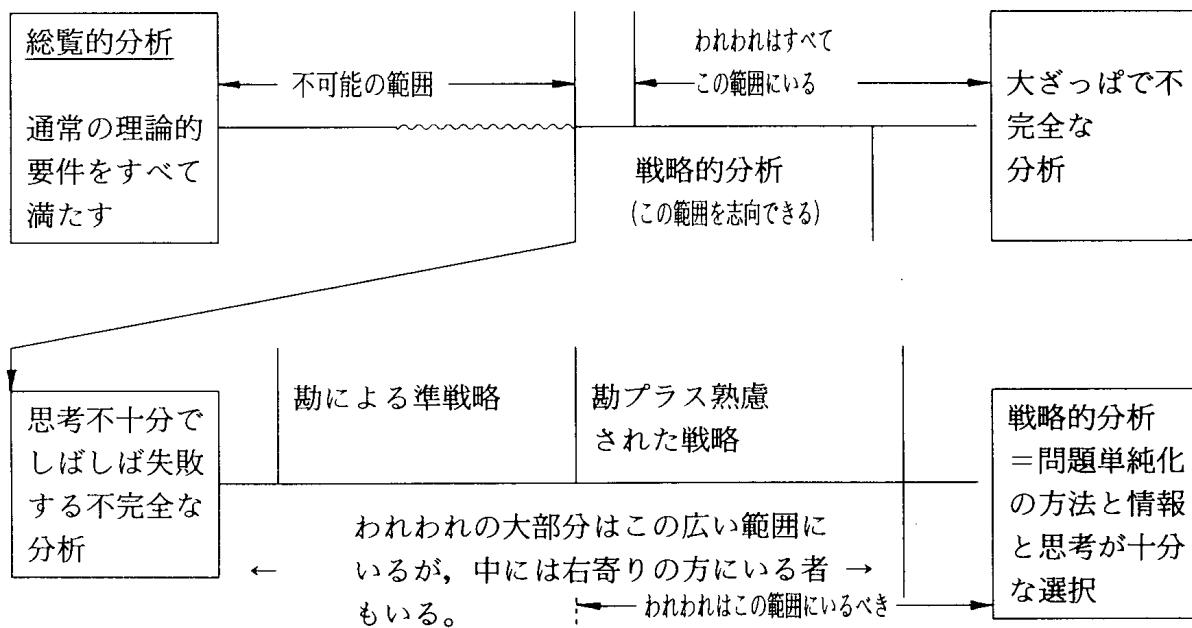 総覧的分析
通常の理論的
要件をすべて
満たす
不可能の範囲
われわれはすべて
この範囲にいる
戦略的分析
(この範囲を志向できる)
大ざっぱで不
完全な
分析
思考不十分で
しばしば失敗
する不完全な
分析
勘による準戦略
勘プラス熟慮
された戦略
われわれの大部分はこの広い範囲に
いるが，中には右寄りの方にいる者
もいる。
われわれはこの範囲にいるべき
戦略的分析
＝問題単純化
の方法と情報
と思考が十分
な選択